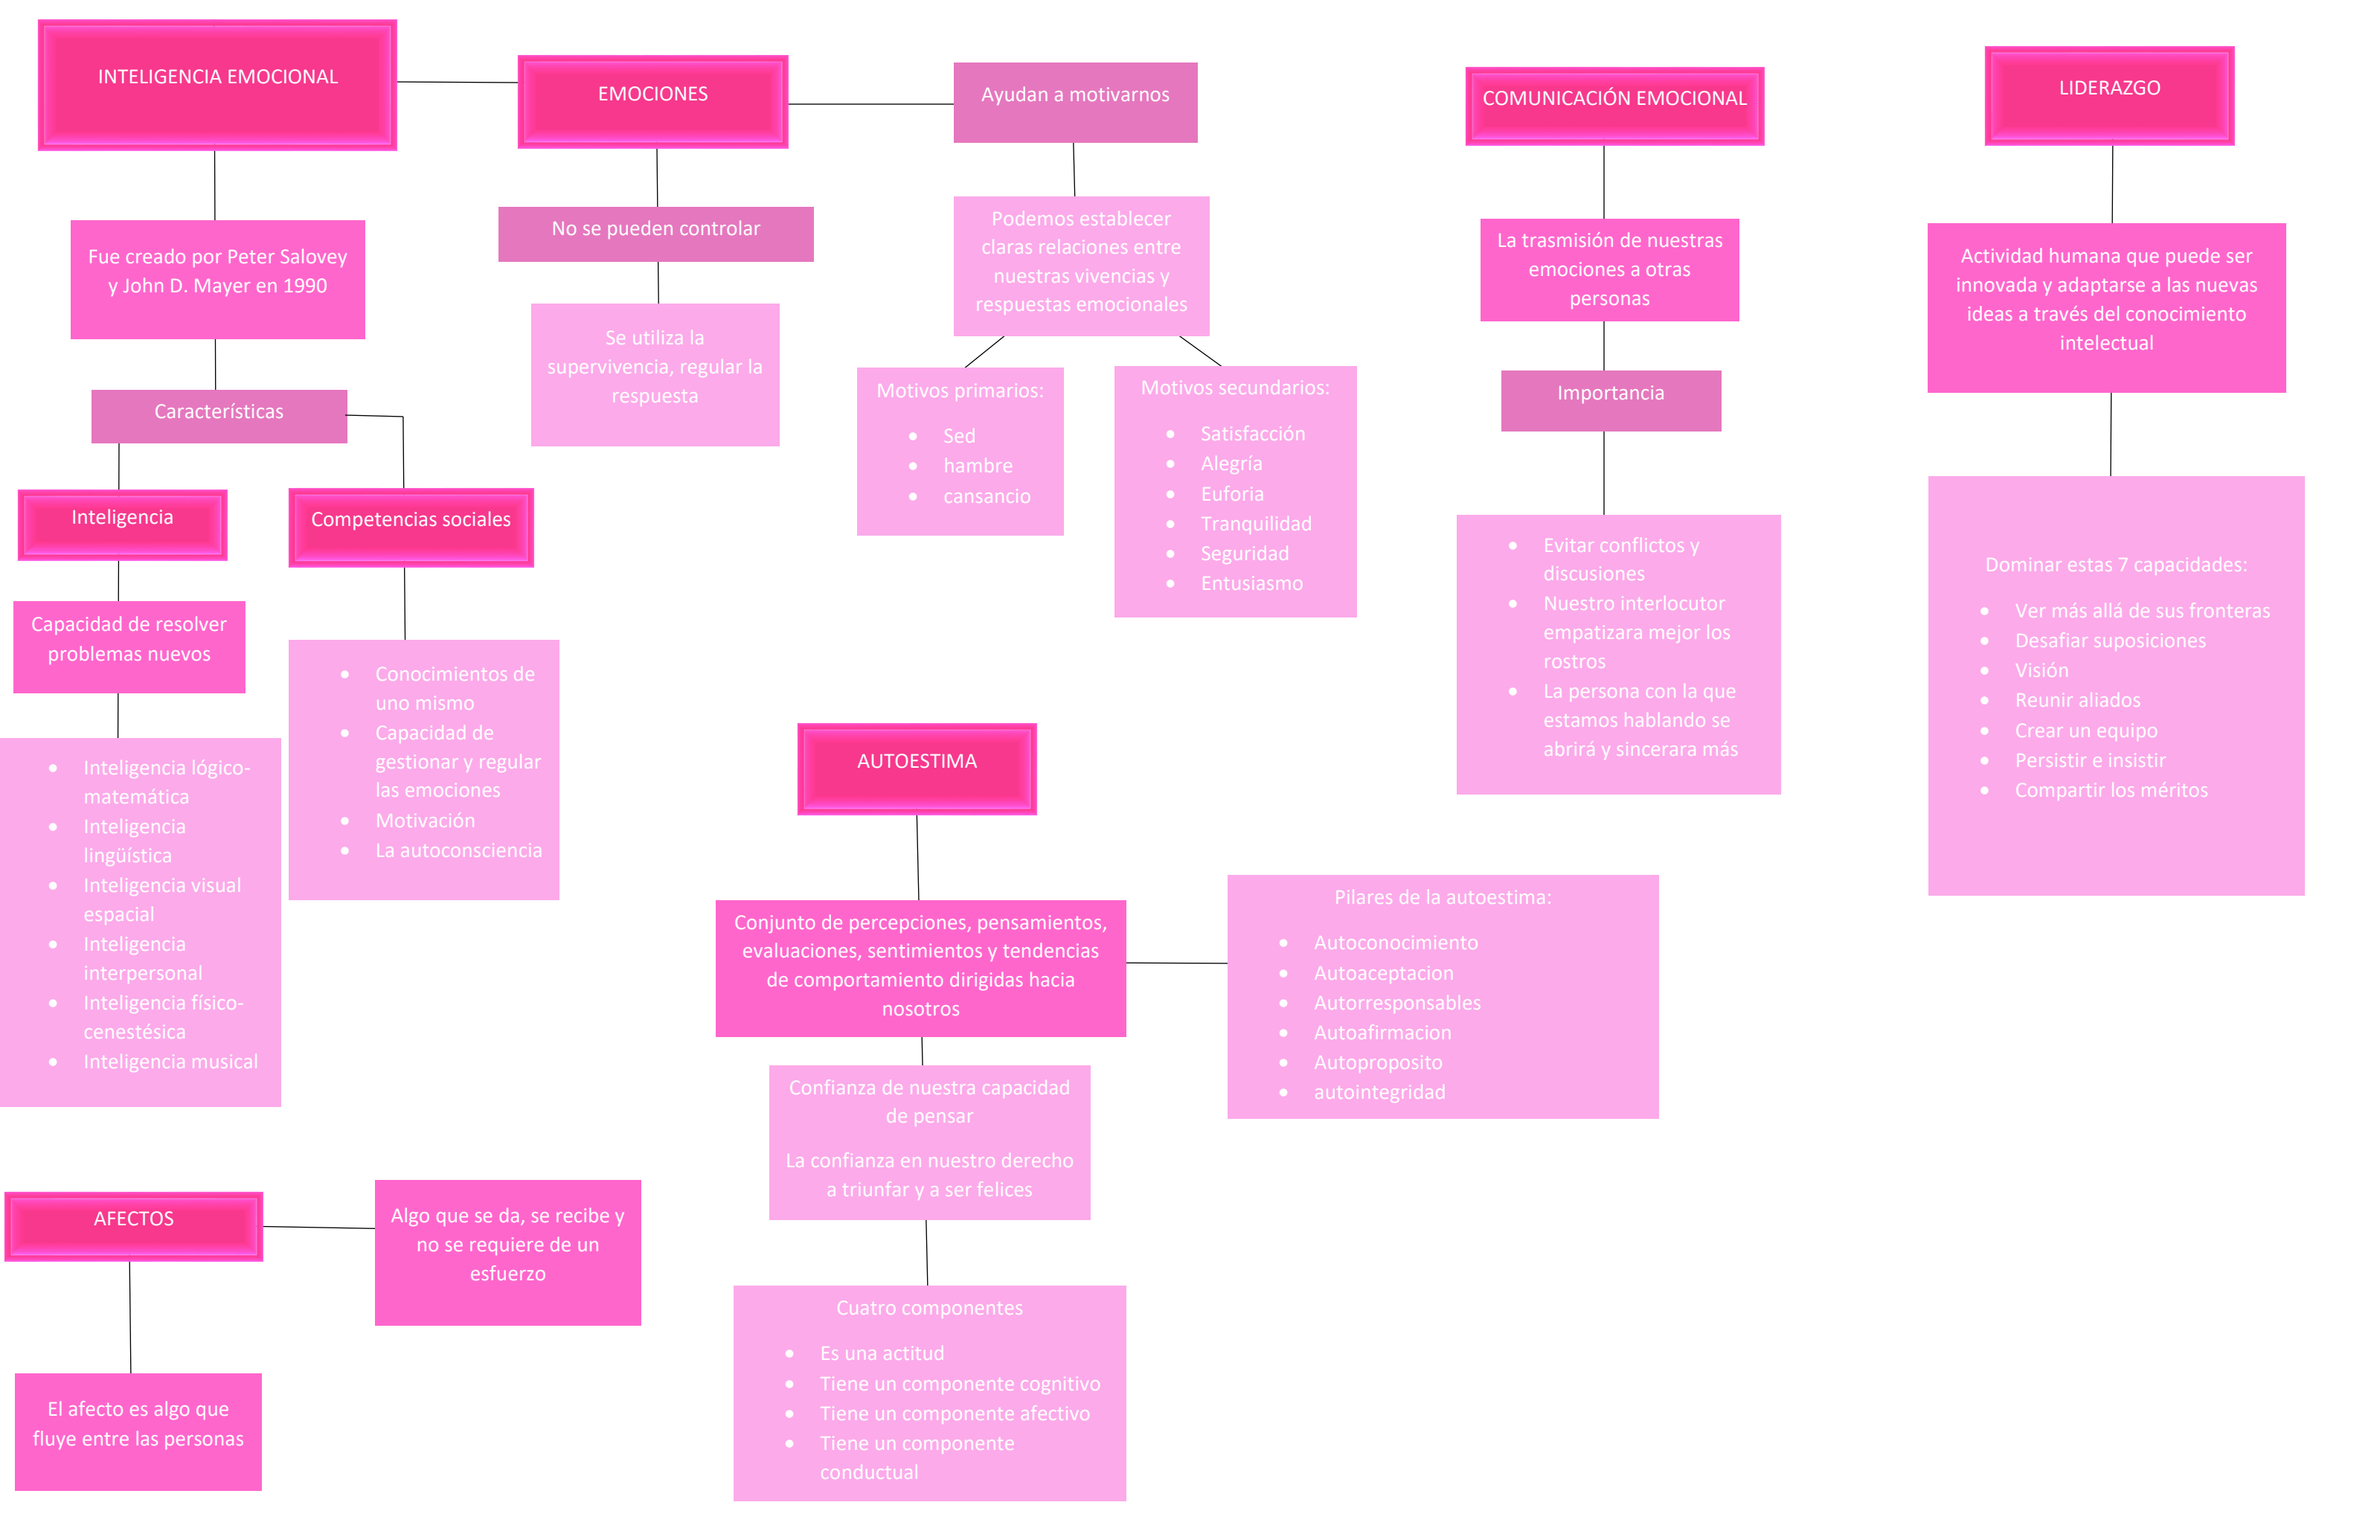 INTELIGENCIA EMOCIONAL
Fue creado por Peter Salovey
y John D. Mayer en 1990
Características
Inteligencia
Capacidad de resolver
problemas nuevos
• Inteligencia lógico-
matemática
• Inteligencia
lingüística
• Inteligencia visual
espacial
• Inteligencia
interpersonal
• Inteligencia físico-
cenestésica
• Inteligencia musical
Competencias sociales
• Conocimientos de
uno mismo
• Capacidad de
gestionar y regular
las emociones
• Motivación
• La autoconsciencia
EMOCIONES
No se pueden controlar
Se utiliza la
supervivencia, regular la
respuesta
Ayudan a motivarnos
Podemos establecer
claras relaciones entre
nuestras vivencias y
respuestas emocionales
Motivos primarios:
• Sed
• hambre
• cansancio
Motivos secundarios:
• Satisfacción
• Alegría
• Euforia
• Tranquilidad
• Seguridad
• Entusiasmo
COMUNICACIÓN EMOCIONAL
La trasmisión de nuestras
emociones a otras
personas
Importancia
• Evitar conflictos y
discusiones
• Nuestro interlocutor
empatizara mejor los
rostros
• La persona con la que
estamos hablando se
abrirá y sincerara más
LIDERAZGO
Actividad humana que puede ser
innovada y adaptarse a las nuevas
ideas a través del conocimiento
intelectual
Dominar estas 7 capacidades:
• Ver más allá de sus fronteras
• Desafiar suposiciones
• Visión
• Reunir aliados
• Crear un equipo
• Persistir e insistir
• Compartir los méritos
AUTOESTIMA
Conjunto de percepciones, pensamientos,
evaluaciones, sentimientos y tendencias
de comportamiento dirigidas hacia
nosotros
Pilares de la autoestima:
• Autoconocimiento
• Autoaceptacion
• Autorresponsables
• Autoafirmacion
• Autoproposito
• autointegridad
Confianza de nuestra capacidad
de pensar
La confianza en nuestro derecho
a triunfar y a ser felices
Cuatro componentes
• Es una actitud
• Tiene un componente cognitivo
• Tiene un componente afectivo
• Tiene un componente
conductual
AFECTOS
Algo que se da, se recibe y
no se requiere de un
esfuerzo
El afecto es algo que
fluye entre las personas